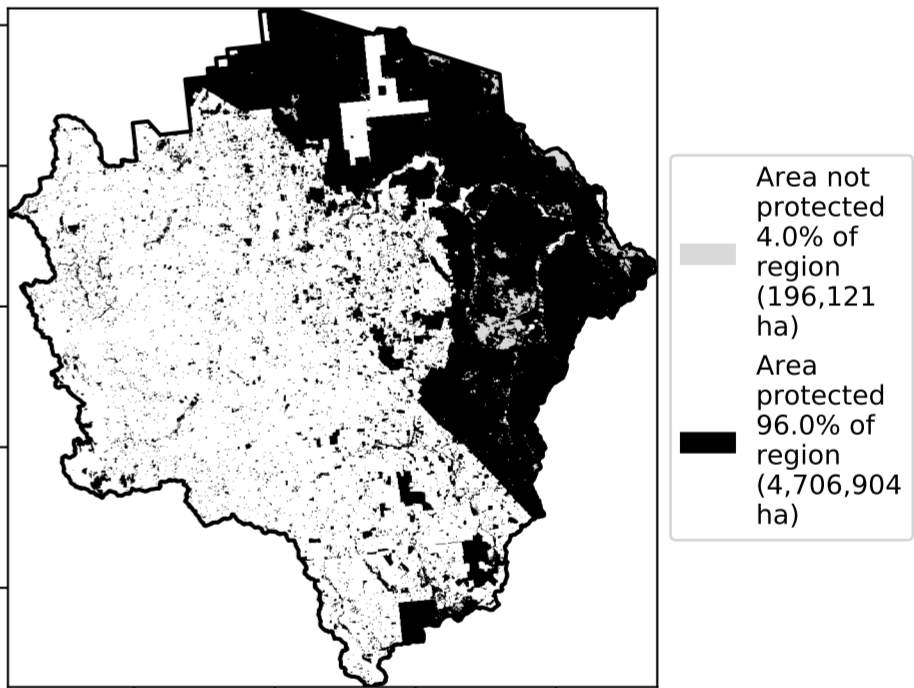 Area not
protected
4.0% of
region
(196,121
ha)
Area
protected
96.0% of
region
(4,706,904
ha)